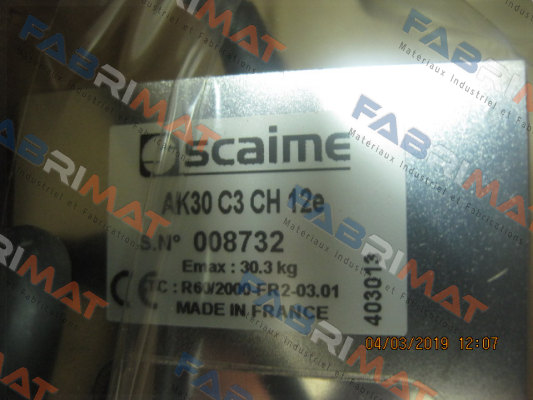 scaime
AK30 C3 CH 12e
S.N° 008732
Emax : 30.3 kg
CE TC : R60/2000-FR2-03.01
MADE IN FRANCE
403013
04/03/2019 12:07
FABRIMAT
Materiaux Industriel et Fabrications